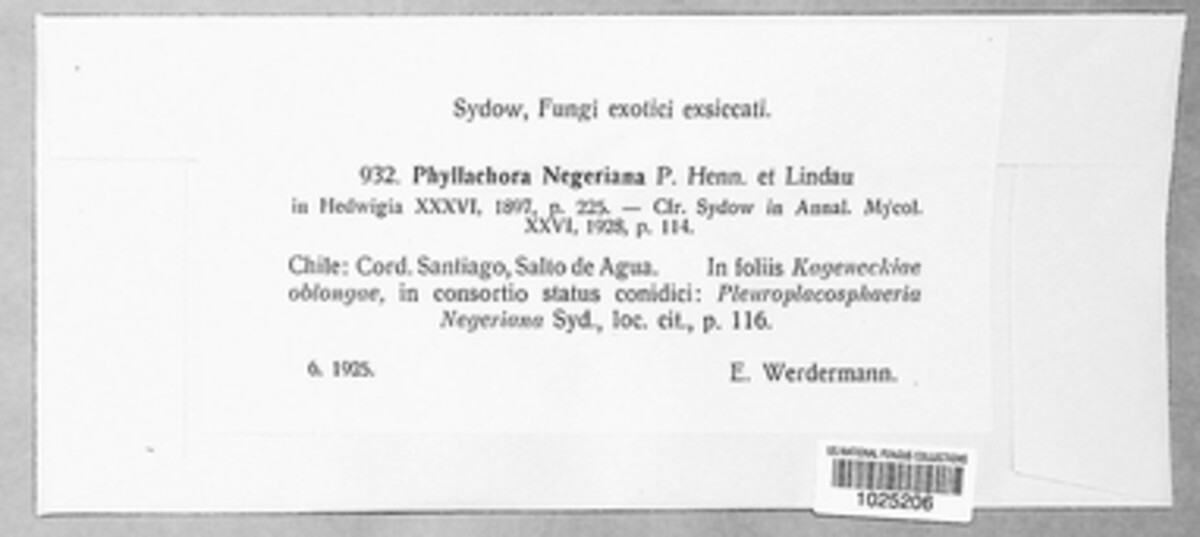 Sydow, Fungi exotici exsiccati.
932. Phyllachora Negeriana P. Henn. et Lindau
in Hedwigia XXXVI, 1897, p. 225. — Cfr. Sydow in Annal. Mycol.
XXVI, 1928, p. 114.
Chile: Cord. Santiago, Salto de Agua. In foliis Kageneckiae
oblongae, in consortio status conidici: Pleuroplacosphaeria
Negeriana Syd., loc. cit., p. 116.
6. 1925. E. Werdermann.
US NATIONAL FUNGUS COLLECTIONS
1025206